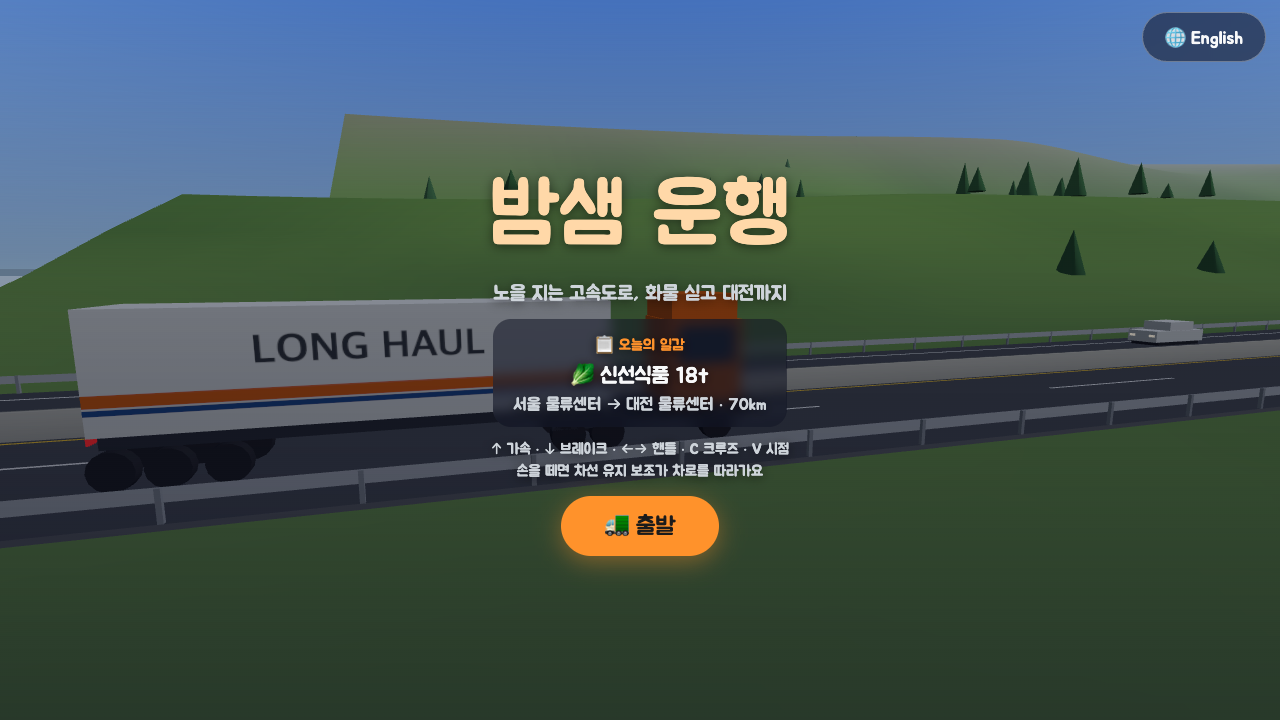 English
밤샘 운행
노을 지는 고속도로, 화물 싣고 대전까지
LONG HAUL
오늘의 일감
신선식품 18t
서울 물류센터 → 대전 물류센터 · 70km
↑ 가속 · ↓ 브레이크 · ←→ 핸들 · C 크루즈 · V 시점
손을 떼면 차선 유지 보조가 차로를 따라가요
출발